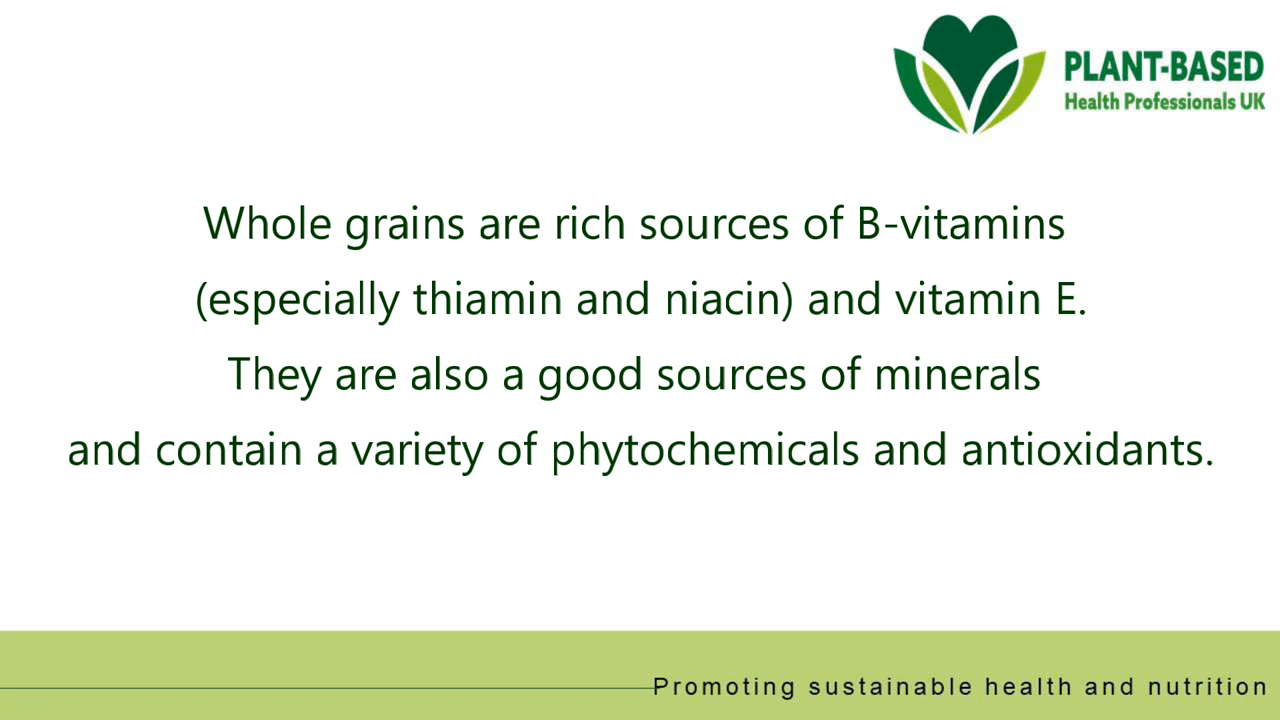 PLANT-BASED
Health Professionals UK
Whole grains are rich sources of B-vitamins
(especially thiamin and niacin) and vitamin E.
They are also a good sources of minerals
and contain a variety of phytochemicals and antioxidants.
Promoting sustainable health and nutrition